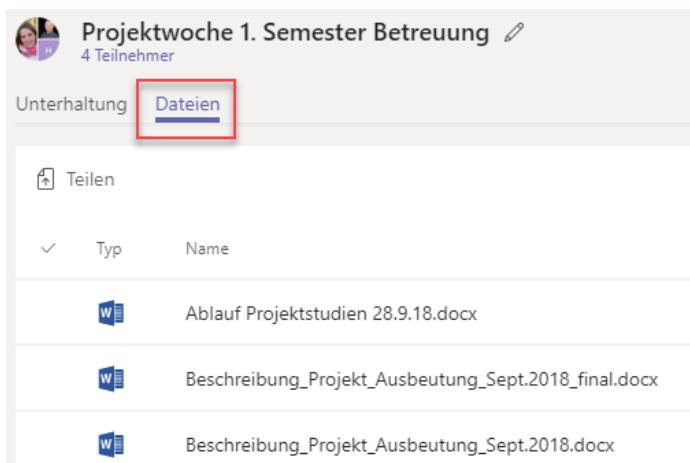 Projektwoche 1. Semester Betreuung
H
4 Teilnehmer
Unterhaltung Dateien
Teilen
Typ Name
W Ablauf Projektstudien 28.9.18.docx
W Beschreibung_Projekt_Ausbeutung_Sept.2018_final.docx
W Beschreibung_Projekt_Ausbeutung_Sept.2018.docx